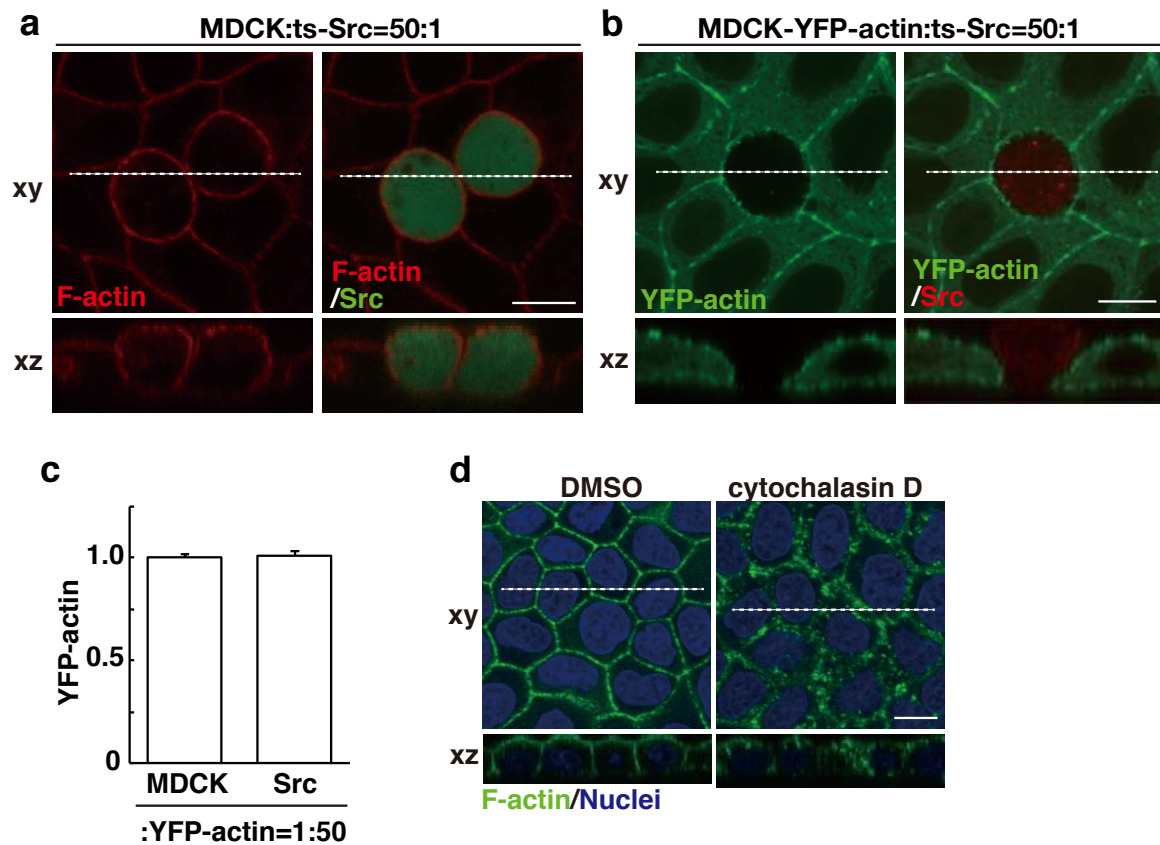 a
MDCK:ts-Src=50:1
xy
F-actin
F-actin
/Src
xz
b
MDCK-YFP-actin:ts-Src=50:1
xy
YFP-actin
YFP-actin
/Src
xz
c
YFP-actin
1.0
0.5
0
MDCK Src
:YFP-actin=1:50
d
DMSO cytochalasin D
xy
xz
F-actin/Nuclei